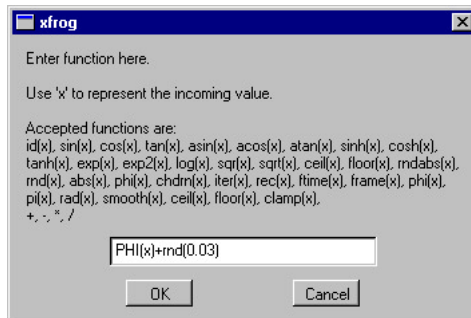 xfrog
Enter function here.
Use 'x' to represent the incoming value.
Accepted functions are:
id(x), sin(x), cos(x), tan(x), asin(x), acos(x), atan(x), sinh(x), cosh(x),
tanh(x), exp(x), exp2(x), log(x), sqr(x), sqrt(x), ceil(x), floor(x), rndabs(x),
rnd(x), abs(x), phi(x), chdrn(x), iter(x), rec(x), ftime(x), frame(x), phi(x),
pi(x), rad(x), smooth(x), ceil(x), floor(x), clamp(x),
+, -, *, /
PHI(x)+rnd(0.03)
OK Cancel